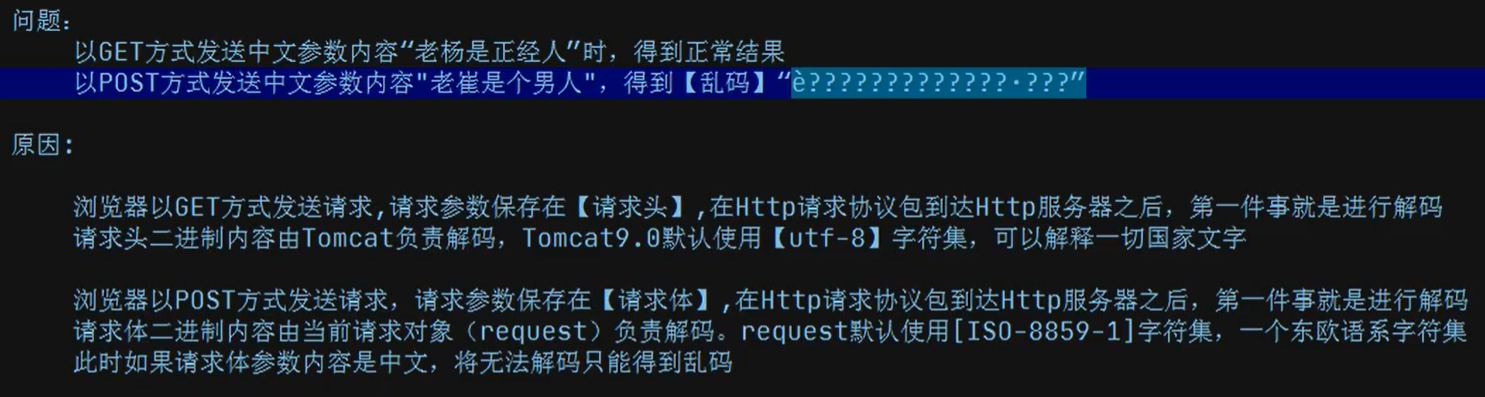 问题:
以GET方式发送中文参数内容“老杨是正经人”时，得到正常结果
以POST方式发送中文参数内容"老崔是个男人"，得到【乱码】“è?????????????·???”
原因:
浏览器以GET方式发送请求,请求参数保存在【请求头】,在Http请求协议包到达Http服务器之后，第一件事就是进行解码
请求头二进制内容由Tomcat负责解码，Tomcat9.0默认使用【utf-8】字符集，可以解释一切国家文字
浏览器以POST方式发送请求，请求参数保存在【请求体】,在Http请求协议包到达Http服务器之后，第一件事就是进行解码
请求体二进制内容由当前请求对象（request）负责解码。request默认使用[ISO-8859-1]字符集，一个东欧语系字符集
此时如果请求体参数内容是中文，将无法解码只能得到乱码